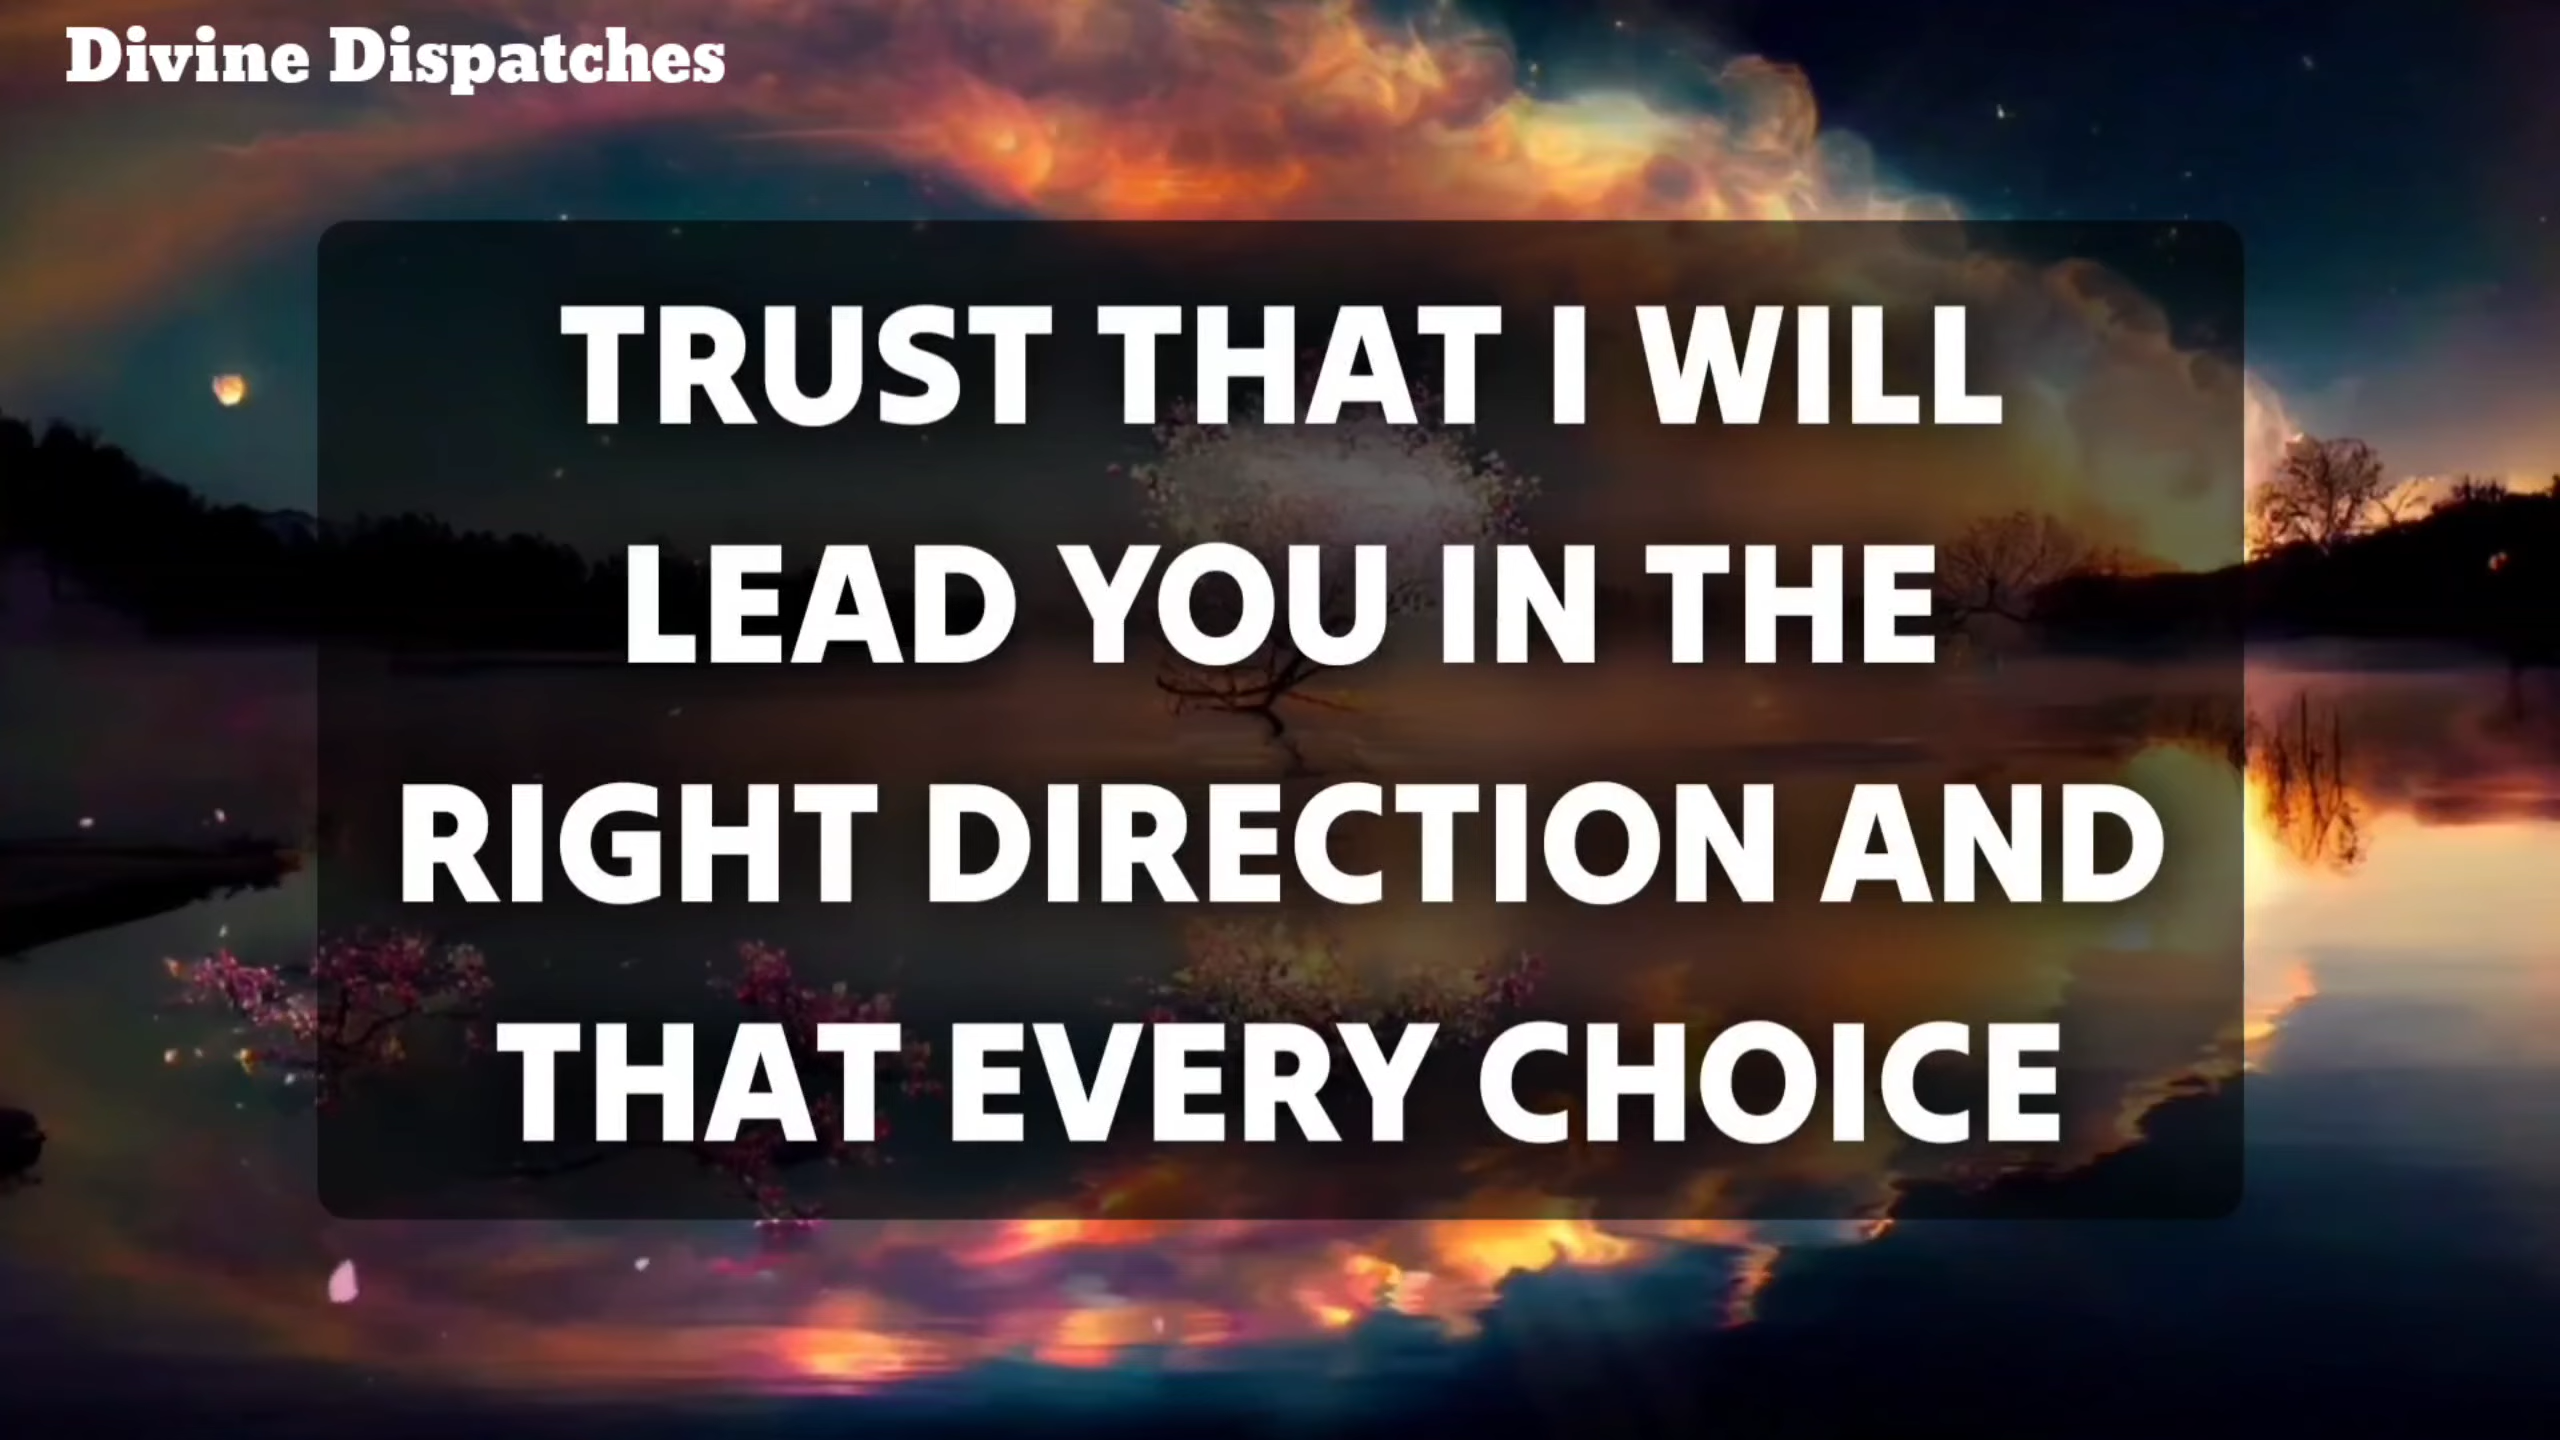 Divine Dispatches
TRUST THAT I WILL
LEAD YOU IN THE
RIGHT DIRECTION AND
THAT EVERY CHOICE